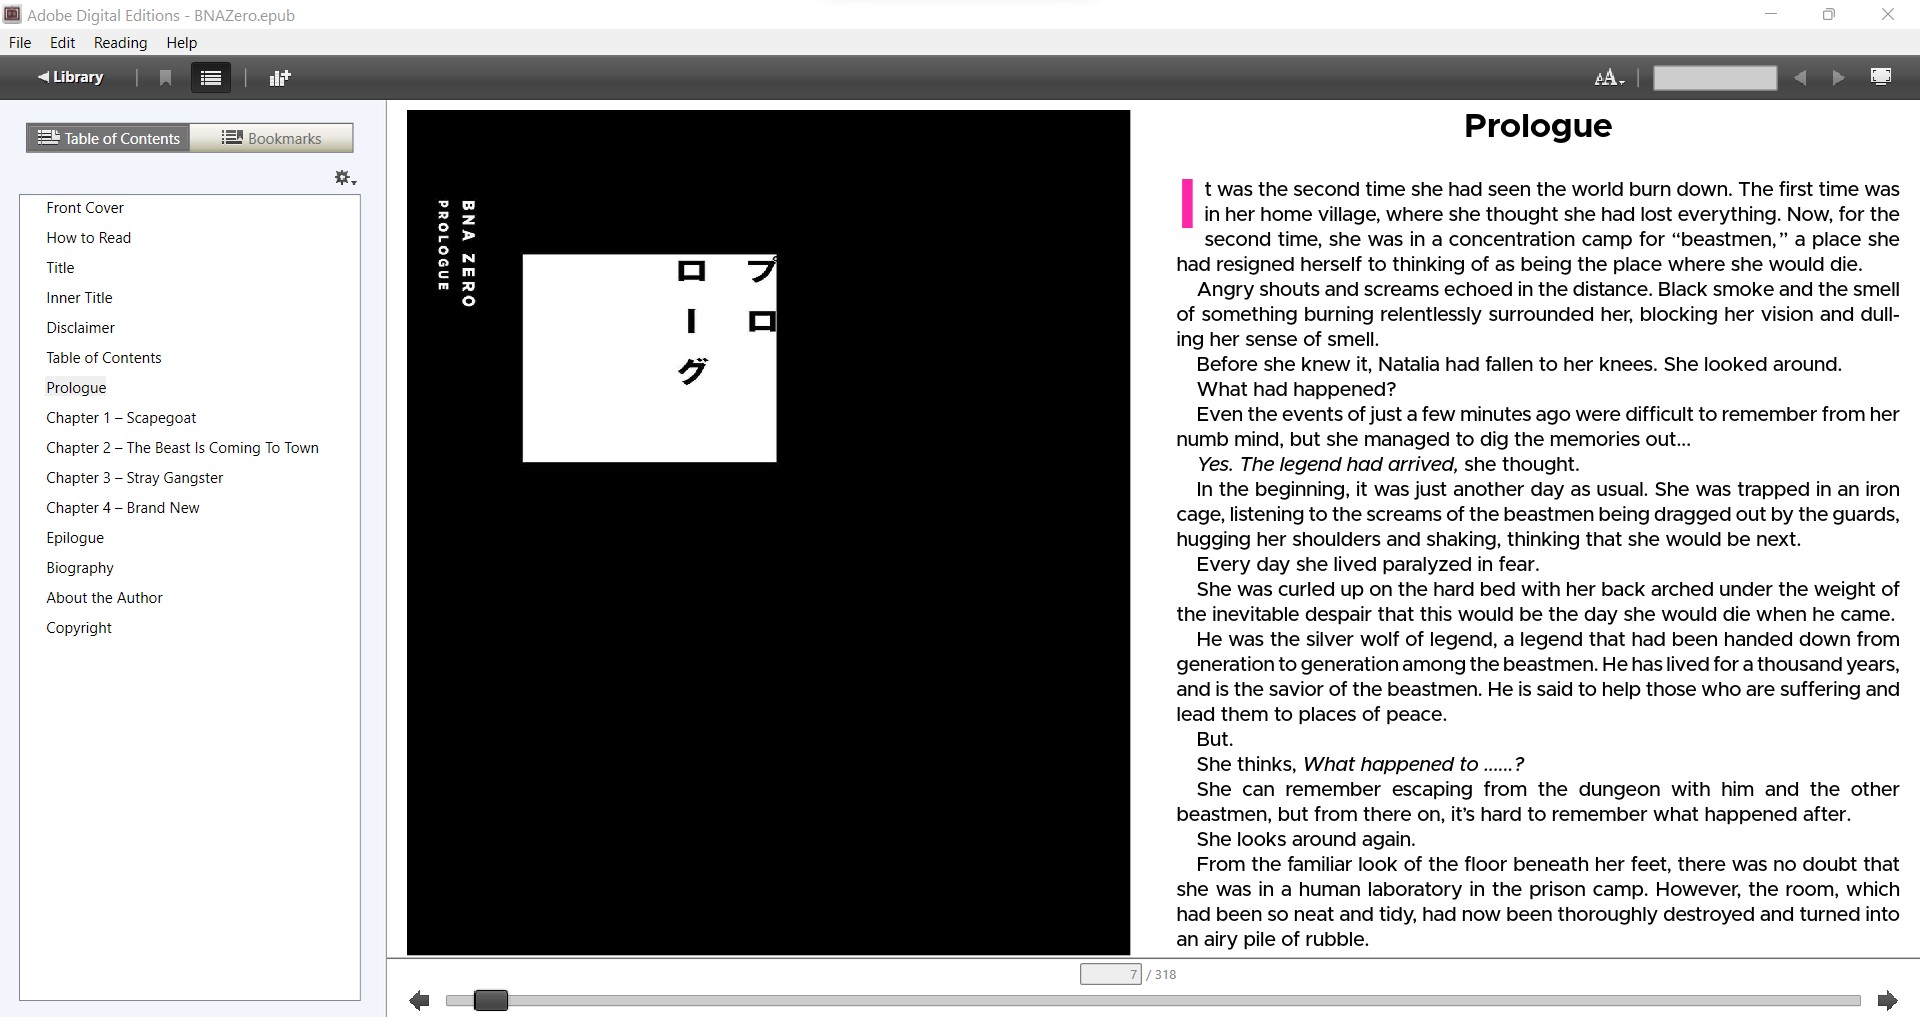 Adobe Digital Editions - BNAZero.epub
File Edit Reading Help
Library
AA
Table of Contents Bookmarks
Front Cover
How to Read
Title
Inner Title
Disclaimer
Table of Contents
Prologue
Chapter 1 – Scapegoat
Chapter 2 – The Beast Is Coming To Town
Chapter 3 – Stray Gangster
Chapter 4 – Brand New
Epilogue
Biography
About the Author
Copyright
BNA ZERO
PROLOGUE
プロ
ローグ
Prologue
It was the second time she had seen the world burn down. The first time was
in her home village, where she thought she had lost everything. Now, for the
second time, she was in a concentration camp for “beastmen,” a place she
had resigned herself to thinking of as being the place where she would die.
Angry shouts and screams echoed in the distance. Black smoke and the smell
of something burning relentlessly surrounded her, blocking her vision and dull-
ing her sense of smell.
Before she knew it, Natalia had fallen to her knees. She looked around.
What had happened?
Even the events of just a few minutes ago were difficult to remember from her
numb mind, but she managed to dig the memories out...
Yes. The legend had arrived, she thought.
In the beginning, it was just another day as usual. She was trapped in an iron
cage, listening to the screams of the beastmen being dragged out by the guards,
hugging her shoulders and shaking, thinking that she would be next.
Every day she lived paralyzed in fear.
She was curled up on the hard bed with her back arched under the weight of
the inevitable despair that this would be the day she would die when he came.
He was the silver wolf of legend, a legend that had been handed down from
generation to generation among the beastmen. He has lived for a thousand years,
and is the savior of the beastmen. He is said to help those who are suffering and
lead them to places of peace.
But.
She thinks, What happened to ......?
She can remember escaping from the dungeon with him and the other
beastmen, but from there on, it’s hard to remember what happened after.
She looks around again.
From the familiar look of the floor beneath her feet, there was no doubt that
she was in a human laboratory in the prison camp. However, the room, which
had been so neat and tidy, had now been thoroughly destroyed and turned into
an airy pile of rubble.
7 / 318